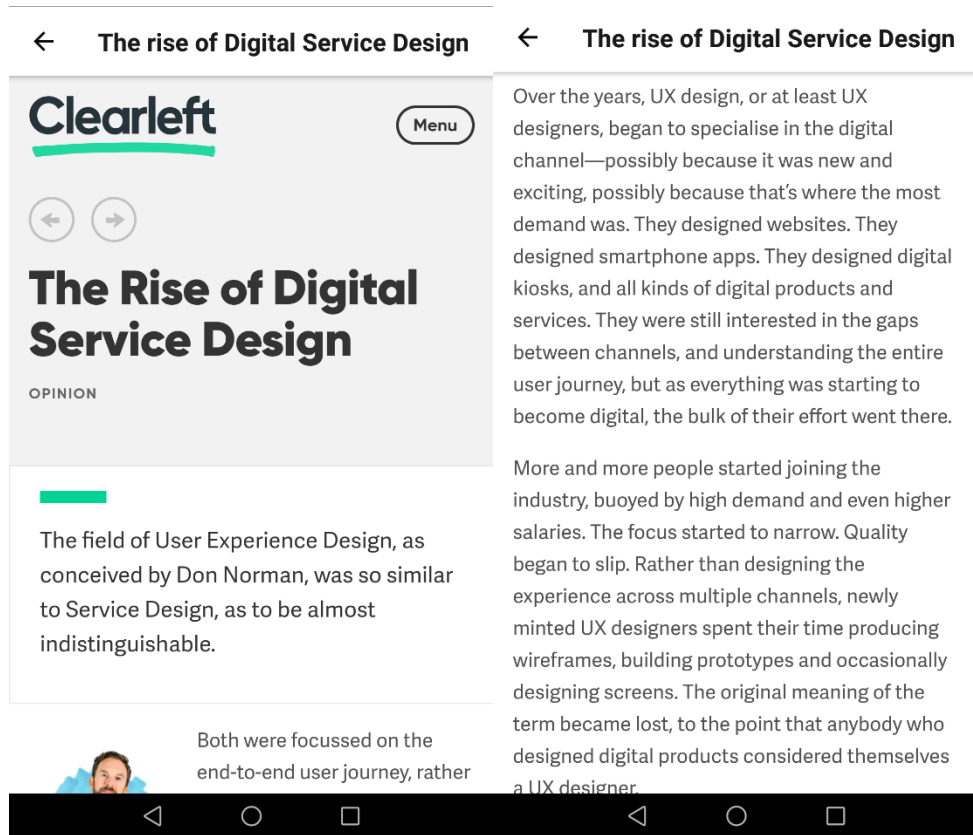 The rise of Digital Service Design
Clearleft
Menu
The Rise of Digital
Service Design
OPINION
The field of User Experience Design, as
conceived by Don Norman, was so similar
to Service Design, as to be almost
indistinguishable.
Both were focussed on the
end-to-end user journey, rather
The rise of Digital Service Design
Over the years, UX design, or at least UX
designers, began to specialise in the digital
channel—possibly because it was new and
exciting, possibly because that's where the most
demand was. They designed websites. They
designed smartphone apps. They designed digital
kiosks, and all kinds of digital products and
services. They were still interested in the gaps
between channels, and understanding the entire
user journey, but as everything was starting to
become digital, the bulk of their effort went there.
More and more people started joining the
industry, buoyed by high demand and even higher
salaries. The focus started to narrow. Quality
began to slip. Rather than designing the
experience across multiple channels, newly
minted UX designers spent their time producing
wireframes, building prototypes and occasionally
designing screens. The original meaning of the
term became lost, to the point that anybody who
designed digital products considered themselves
a UX designer.